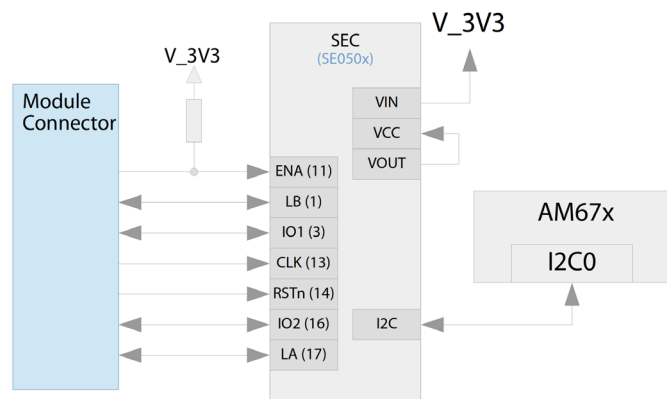 V_3V3
SEC
(SE050x)
V_3V3
Module
Connector
VIN
VCC
VOUT
ENA (11)
LB (1)
IO1 (3)
CLK (13)
RSTn (14)
IO2 (16)
LA (17)
I2C
AM67x
I2C0